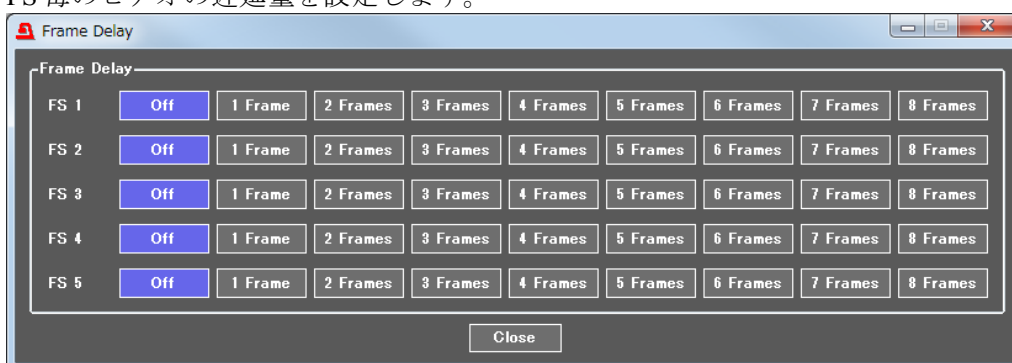 FS 毎のビデオの遅延量を設定します。
Frame Delay
Frame Delay
FS 1 Off 1 Frame 2 Frames 3 Frames 4 Frames 5 Frames 6 Frames 7 Frames 8 Frames
FS 2 Off 1 Frame 2 Frames 3 Frames 4 Frames 5 Frames 6 Frames 7 Frames 8 Frames
FS 3 Off 1 Frame 2 Frames 3 Frames 4 Frames 5 Frames 6 Frames 7 Frames 8 Frames
FS 4 Off 1 Frame 2 Frames 3 Frames 4 Frames 5 Frames 6 Frames 7 Frames 8 Frames
FS 5 Off 1 Frame 2 Frames 3 Frames 4 Frames 5 Frames 6 Frames 7 Frames 8 Frames
Close